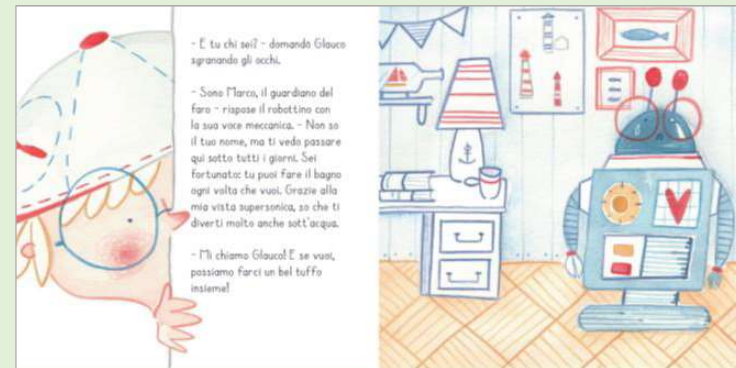 - E tu chi sei? - domandò Glauco
sgranando gli occhi.
- Sono Marco, il guardiano del
faro - rispose il robottino con
la sua voce meccanica. - Non so
il tuo nome, ma ti vedo passare
qui sotto tutti i giorni. Sei
fortunato: tu puoi fare il bagno
ogni volta che vuoi. Grazie alla
mia vista supersonica, so che ti
diverti molto anche sott'acqua.
- Mi chiamo Glauco! E se vuoi,
possiamo farci un bel tuffo
insieme!